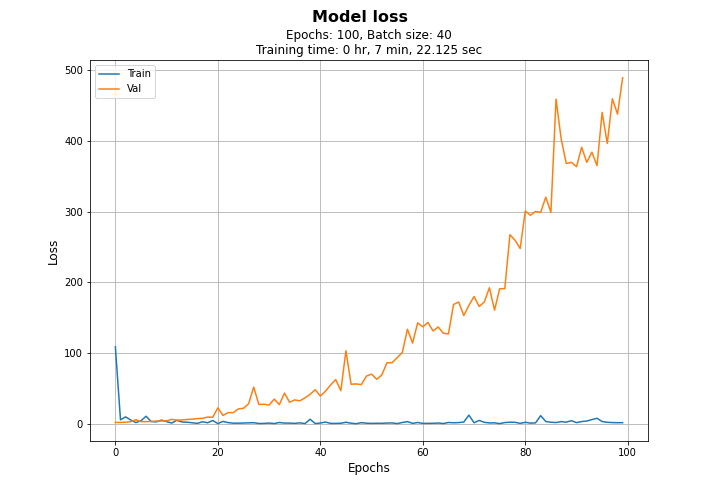 Model loss
Epochs: 100, Batch size: 40
Training time: 0 hr, 7 min, 22.125 sec
Train
Val
500
400
300
200
100
0
Loss
0
20
40
60
80
100
Epochs